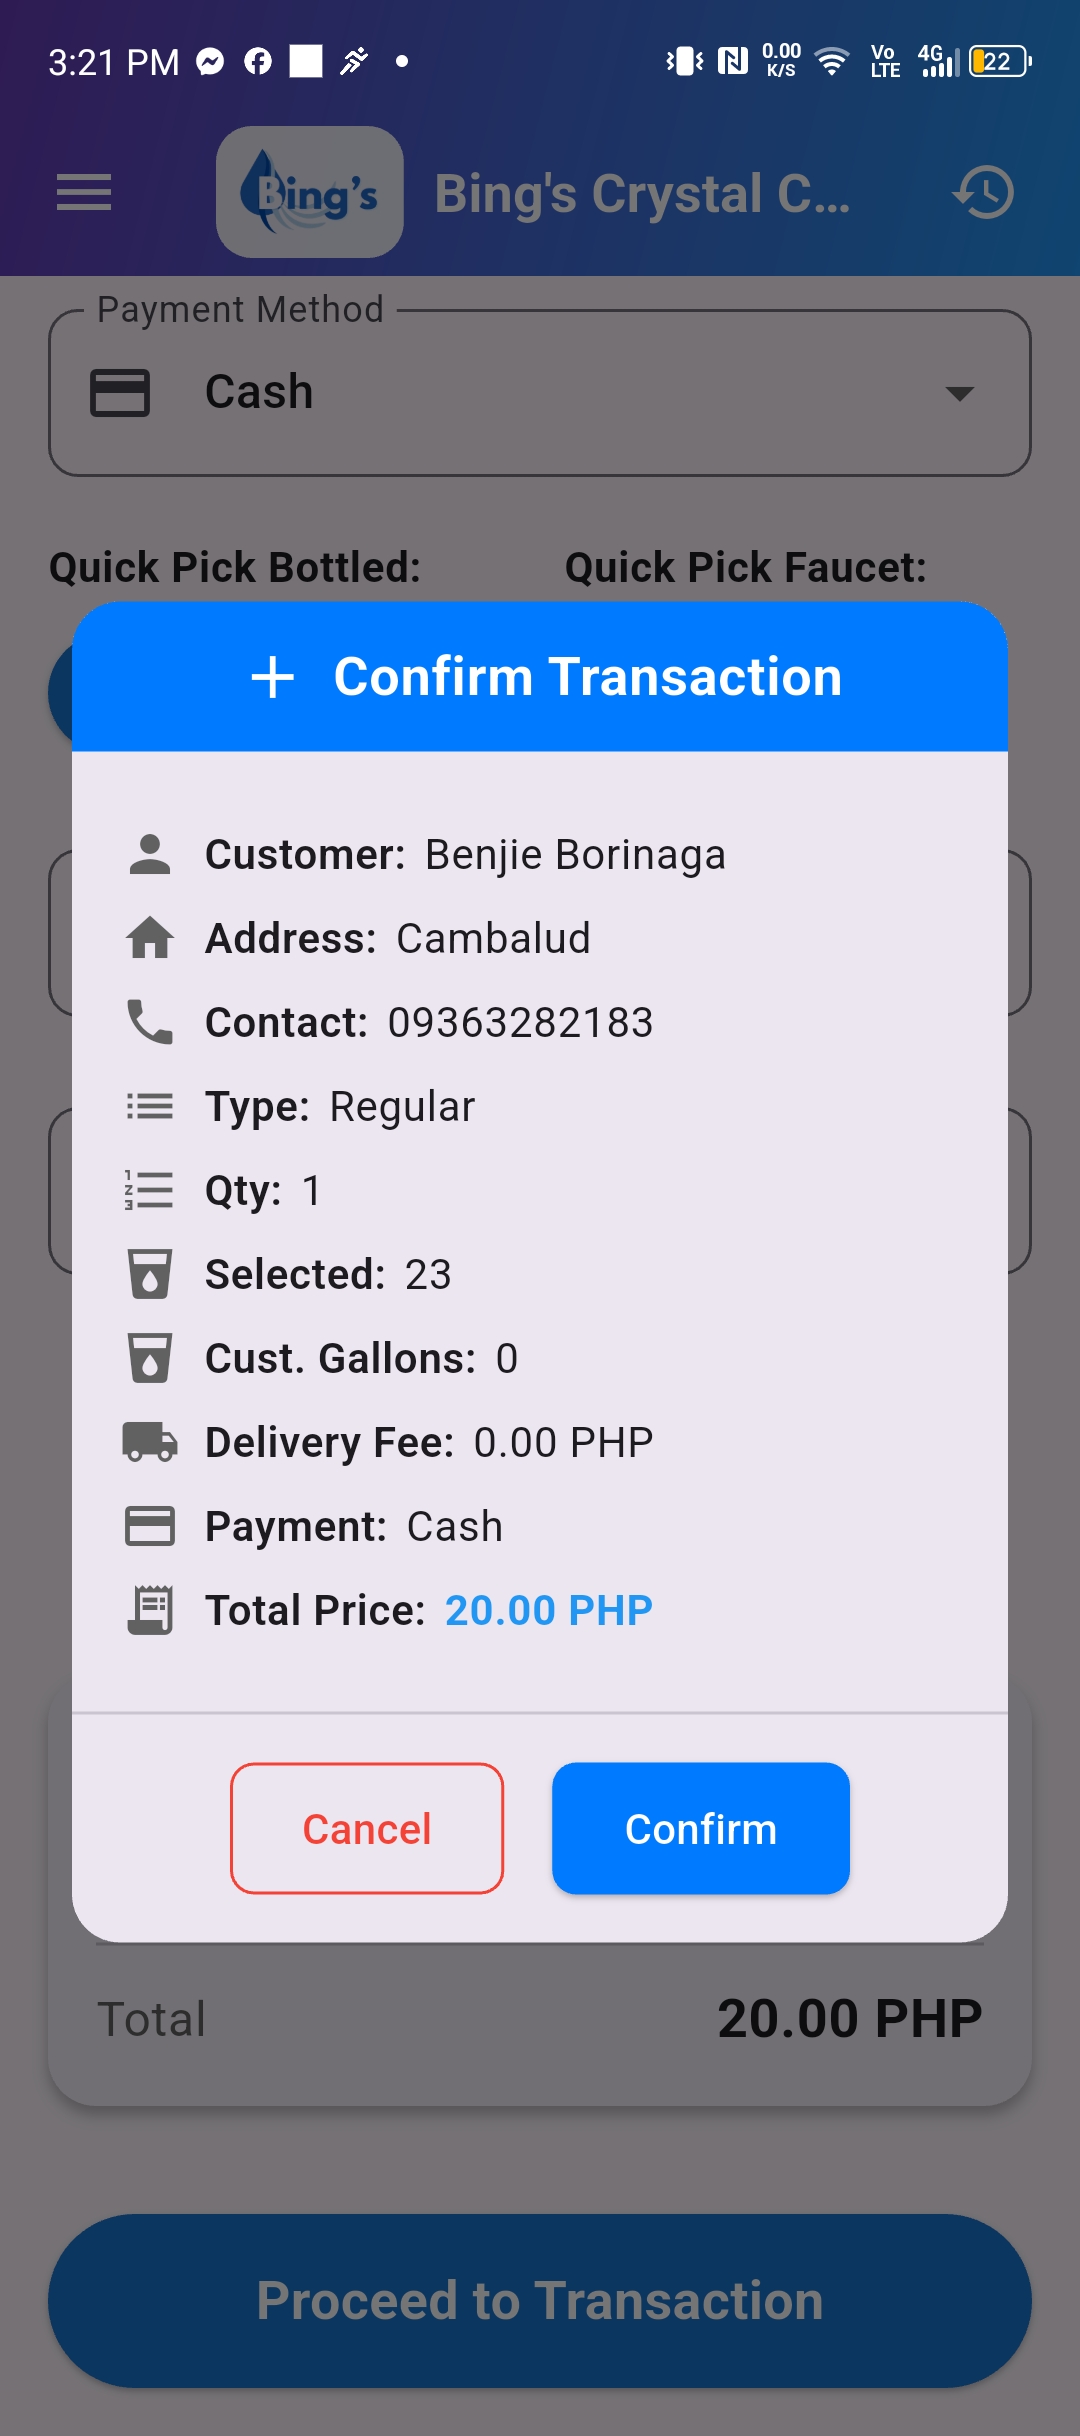 3:21 PM
0.00 K/S
Vo LTE
4G
22
Bing's
Bing's Crystal C...
Payment Method
Cash
Quick Pick Bottled:
Quick Pick Faucet:
Confirm Transaction
Customer: Benjie Borinaga
Address: Cambalud
Contact: 09363282183
Type: Regular
Qty: 1
Selected: 23
Cust. Gallons: 0
Delivery Fee: 0.00 PHP
Payment: Cash
Total Price: 20.00 PHP
Cancel
Confirm
Total
20.00 PHP
Proceed to Transaction